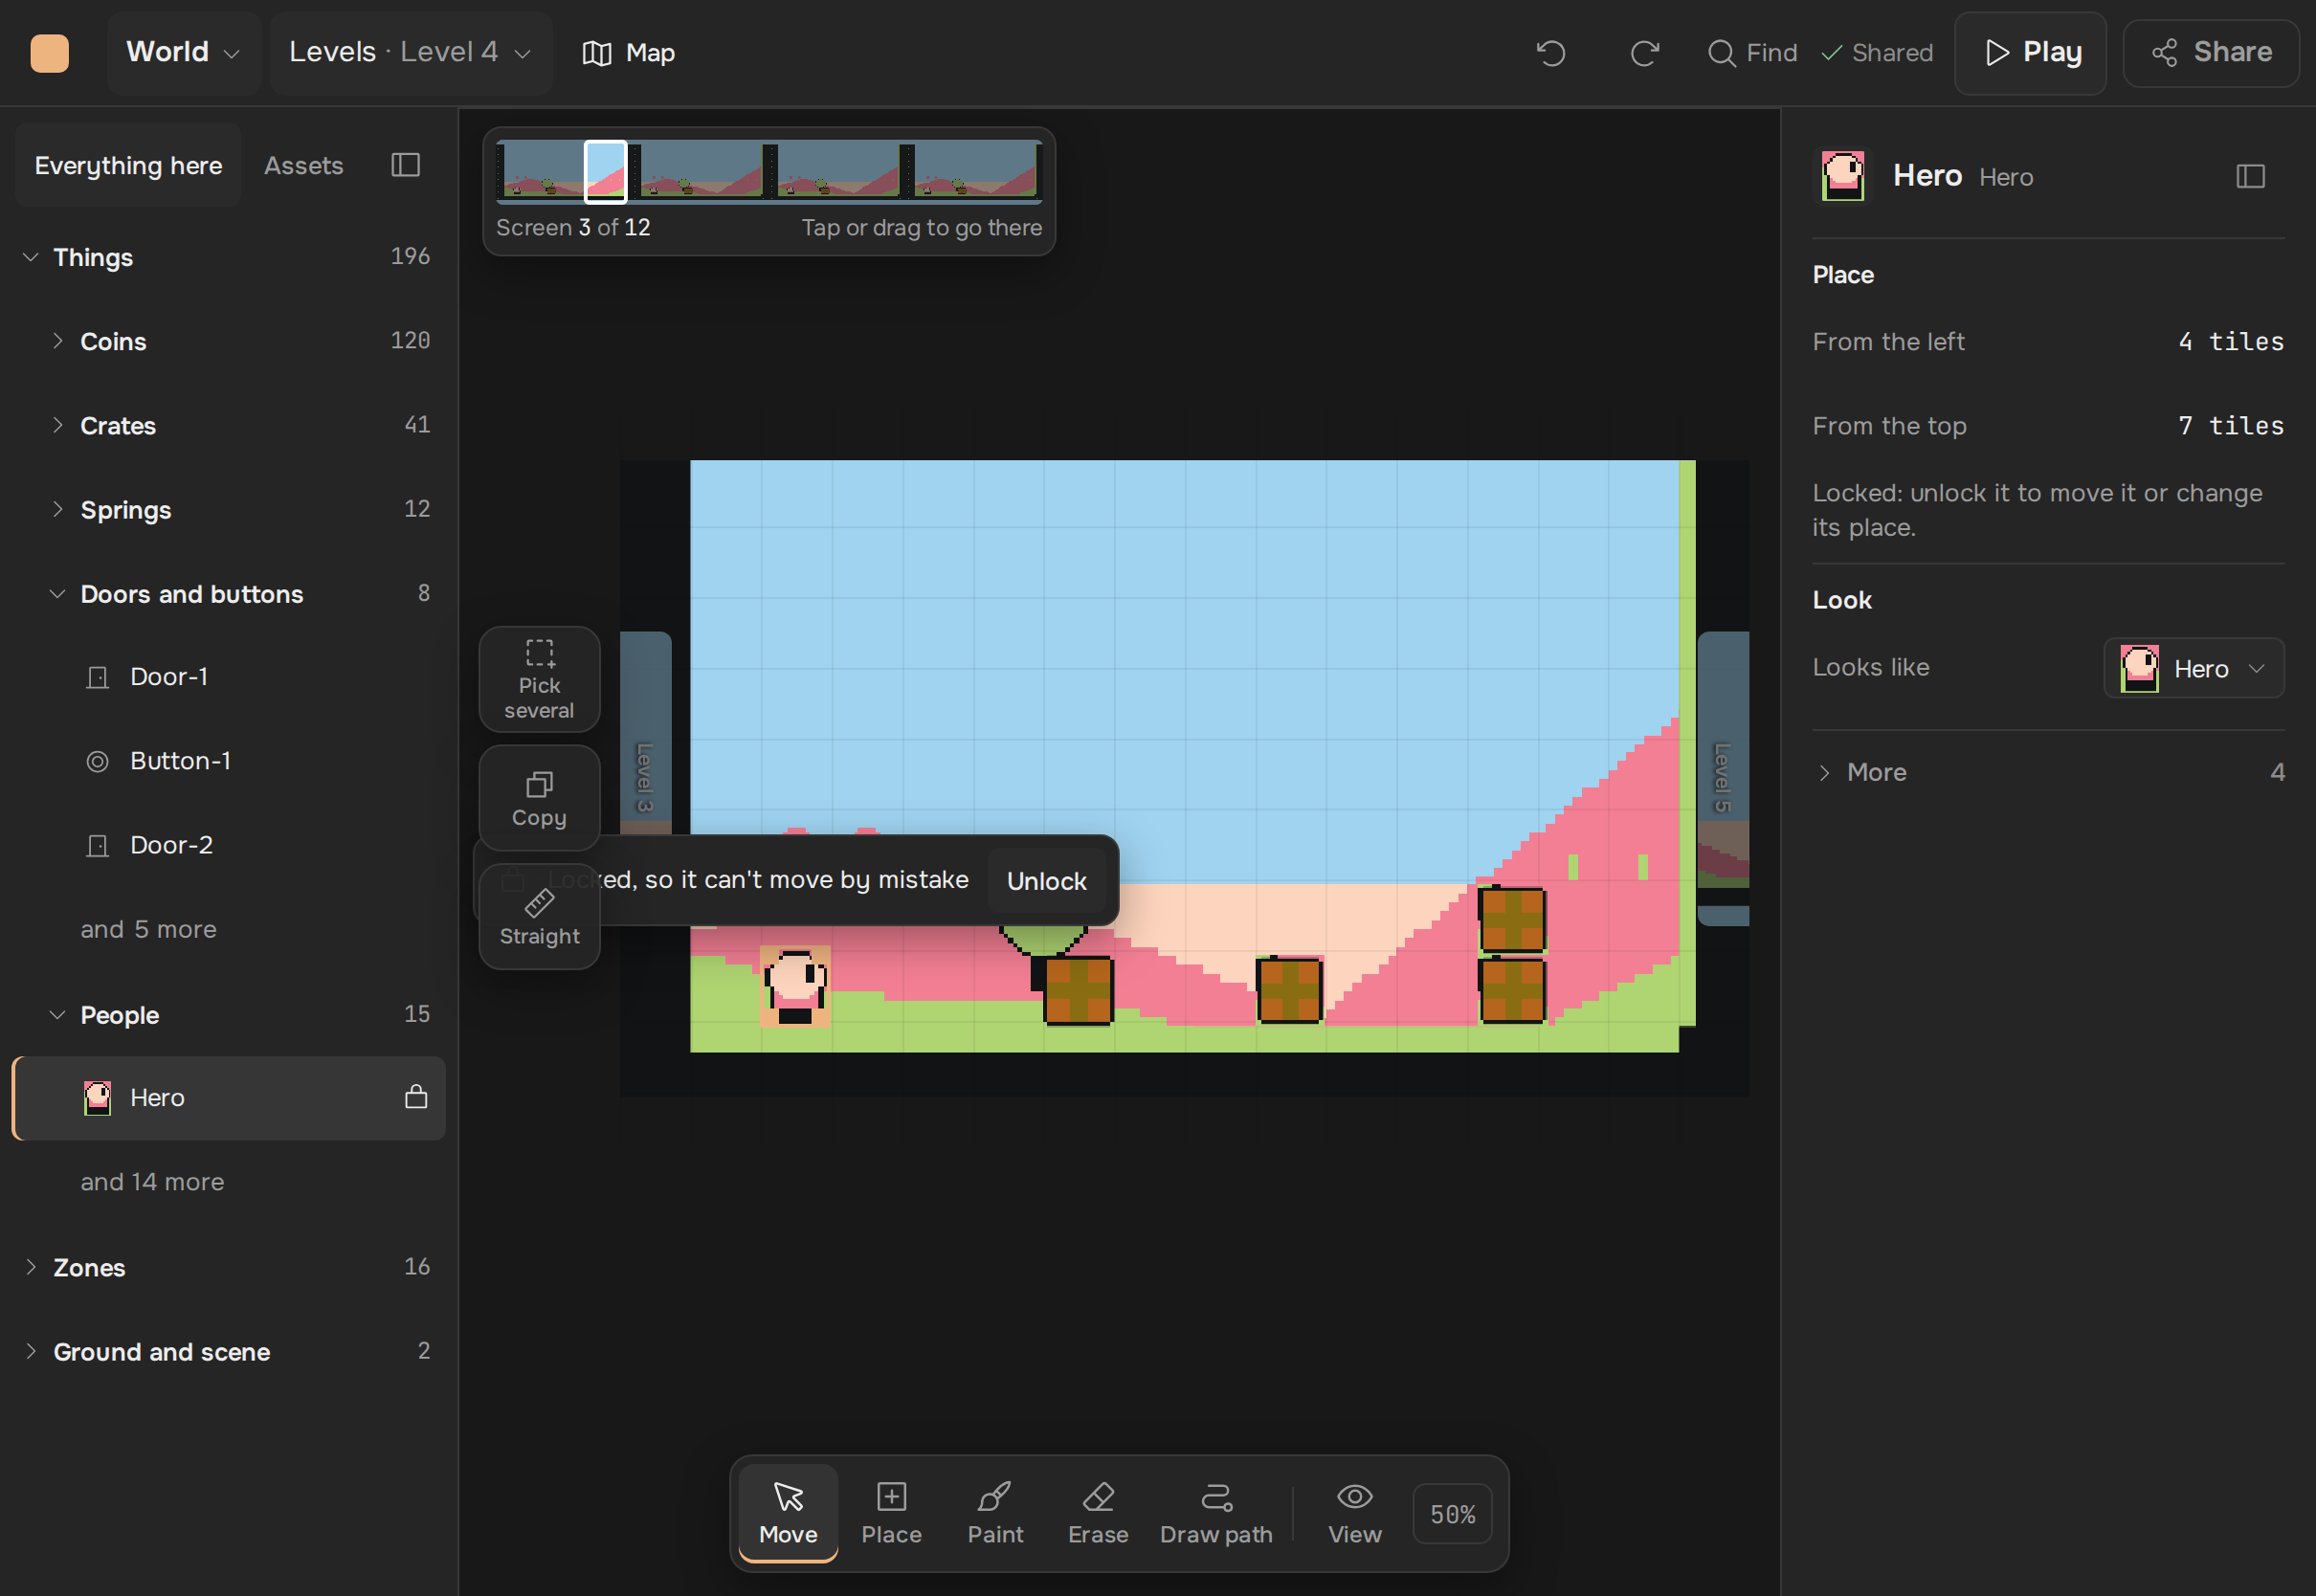 World
Levels · Level 4
Map
Find
Shared
Play
Share
Everything here
Assets
Things 196
Coins 120
Crates 41
Springs 12
Doors and buttons 8
Door-1
Button-1
Door-2
and 5 more
People 15
Hero
and 14 more
Zones 16
Ground and scene 2
Screen 3 of 12
Tap or drag to go there
Pick
several
Copy
Straight
Level 3
Locked, so it can't move by mistake
Unlock
Level 5
Move
Place
Paint
Erase
Draw path
View
50%
Hero Hero
Place
From the left 4 tiles
From the top 7 tiles
Locked: unlock it to move it or change
its place.
Look
Looks like Hero
More 4